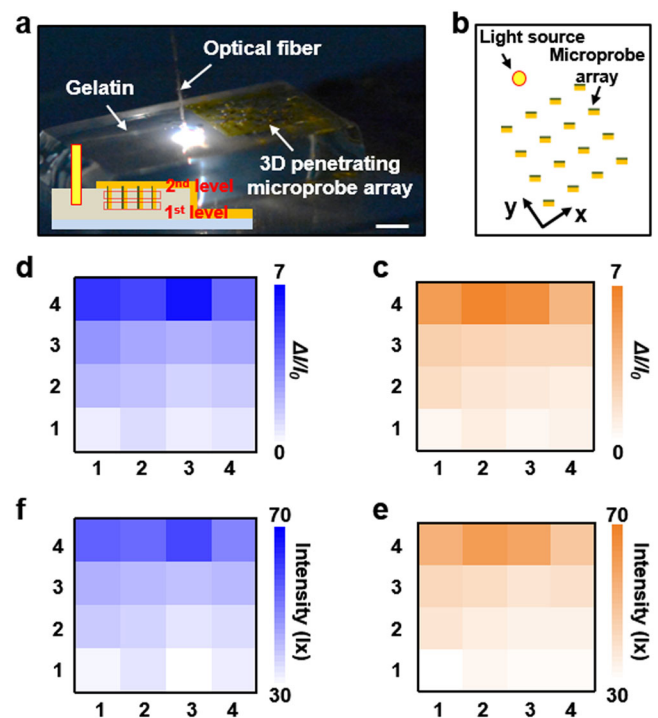 a
Optical fiber
Gelatin
3D penetrating
microprobe array
2nd level
1st level
b
Light source
Microprobe
array
y
x
d
4
3
2
1
1 2 3 4
7
ΔI/I0
0
c
4
3
2
1
1 2 3 4
7
ΔI/I0
0
f
4
3
2
1
1 2 3 4
70
Intensity (lx)
30
e
4
3
2
1
1 2 3 4
70
Intensity (lx)
30